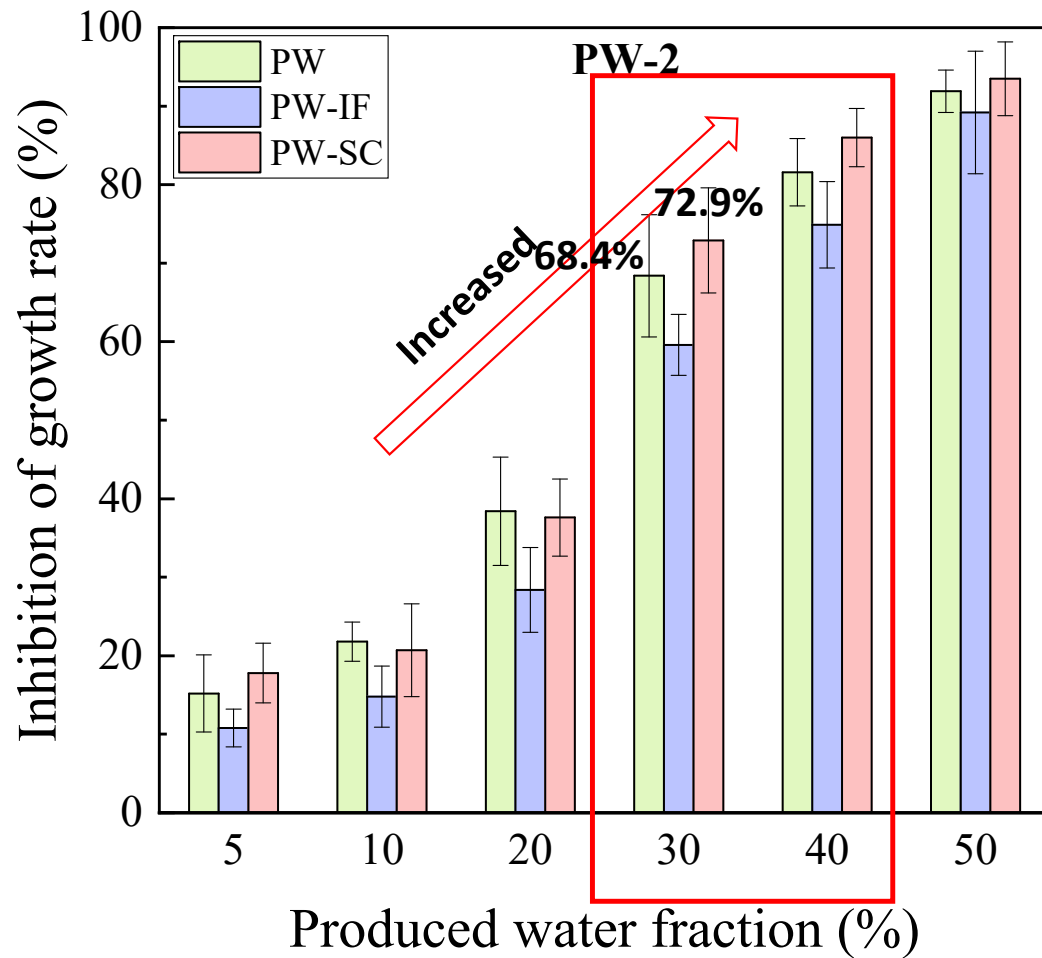 100
80
60
40
20
0
Inhibition of growth rate (%)
PW
PW-IF
PW-SC
PW-2
Increased
68.4%
72.9%
5 10 20 30 40 50
Produced water fraction (%)